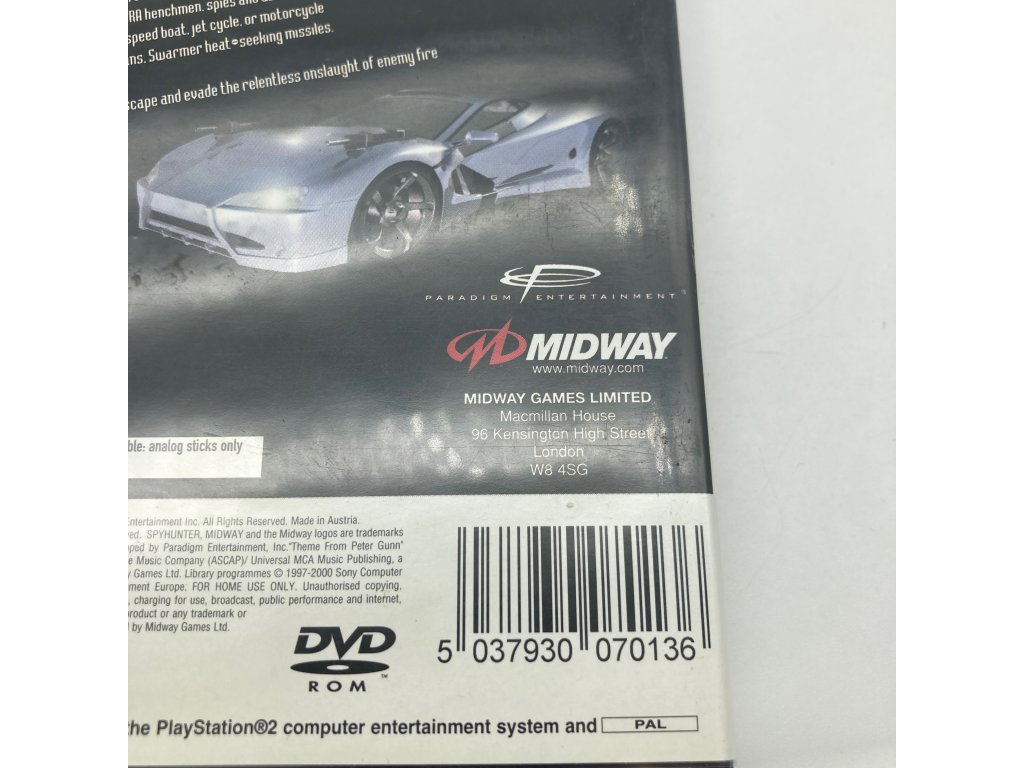 RA henchmen, spies and
speed boat, jet cycle, or motorcycle
ns. Swarmer heat-seeking missiles.
scape and evade the relentless onslaught of enemy fire
PARADIGM ENTERTAINMENT™
MIDWAY
www.midway.com
MIDWAY GAMES LIMITED
Macmillan House
96 Kensington High Street
London
W8 4SG
ble: analog sticks only
Entertainment Inc. All Rights Reserved. Made in Austria.
ved. SPYHUNTER, MIDWAY and the Midway logos are trademarks
ped by Paradigm Entertainment, Inc."Theme From Peter Gunn"
e Music Company (ASCAP)/ Universal MCA Music Publishing, a
y Games Ltd. Library programmes © 1997-2000 Sony Computer
ment Europe. FOR HOME USE ONLY. Unauthorised copying,
, charging for use, broadcast, public performance and internet,
product or any trademark or
by Midway Games Ltd.
DVD™
ROM
5 037930 070136
the PlayStation®2 computer entertainment system and PAL